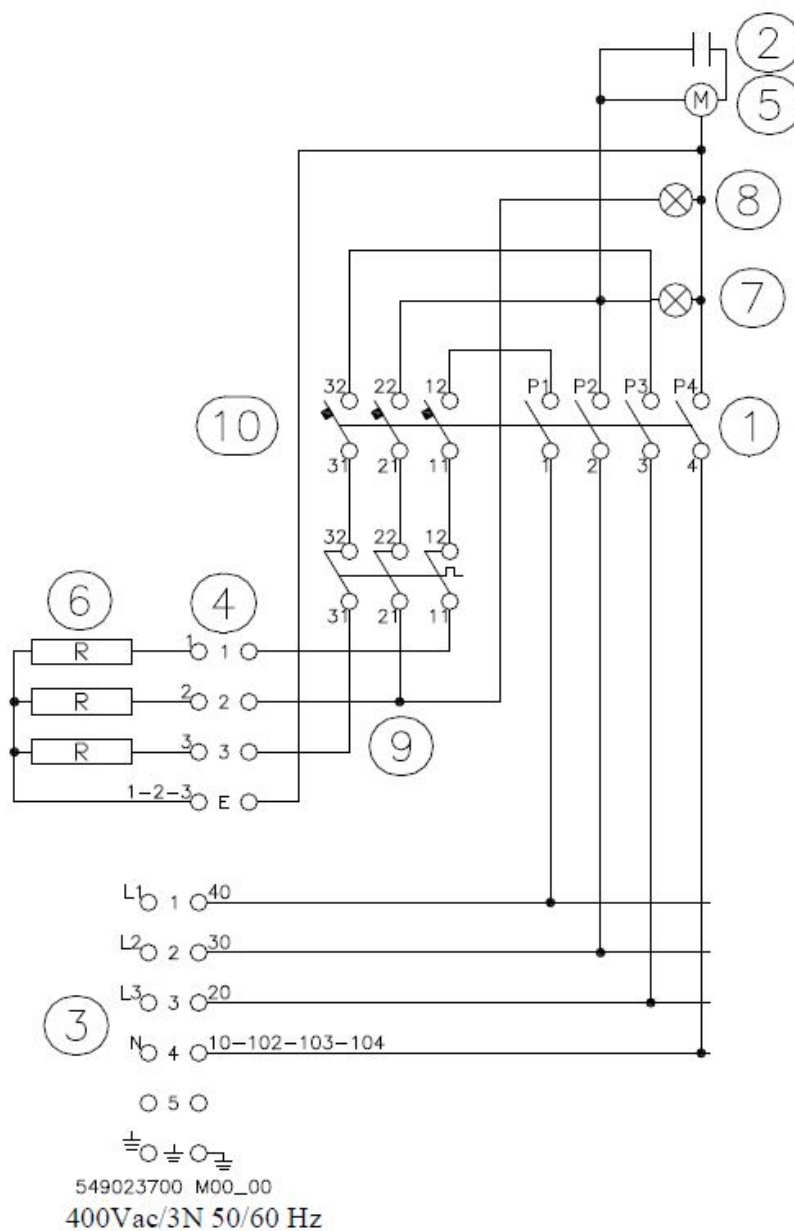 2
M
5
8
7
32 22 12 P1 P2 P3 P4
10
1
31 21 11 1 2 3 4
32 22 12
6 4
31 21 11
R 1 1
R 2 2
9
R 3 3
1-2-3 E
L1 1 40
L2 2 30
L3 3 20
3
N 4 10-102-103-104
5
549023700 M00_00
400Vac/3N 50/60 Hz